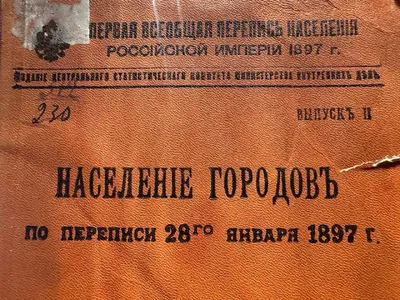 ПЕРВАЯ ВСЕОБЩАЯ ПЕРЕПИСЬ НАСЕЛЕНІЯ
РОССІЙСКОЙ ИМПЕРІИ 1897 г.
ИЗДАНІЕ ЦЕНТРАЛЬНАГО СТАТИСТИЧЕСКАГО КОМИТЕТА МИНИСТЕРСТВА ВНУТРЕННИХЪ ДѢЛЪ
230
ВЫПУСКЪ II
НАСЕЛЕНІЕ ГОРОДОВЪ
ПО ПЕРЕПИСИ 28ГО ЯНВАРЯ 1897 Г.